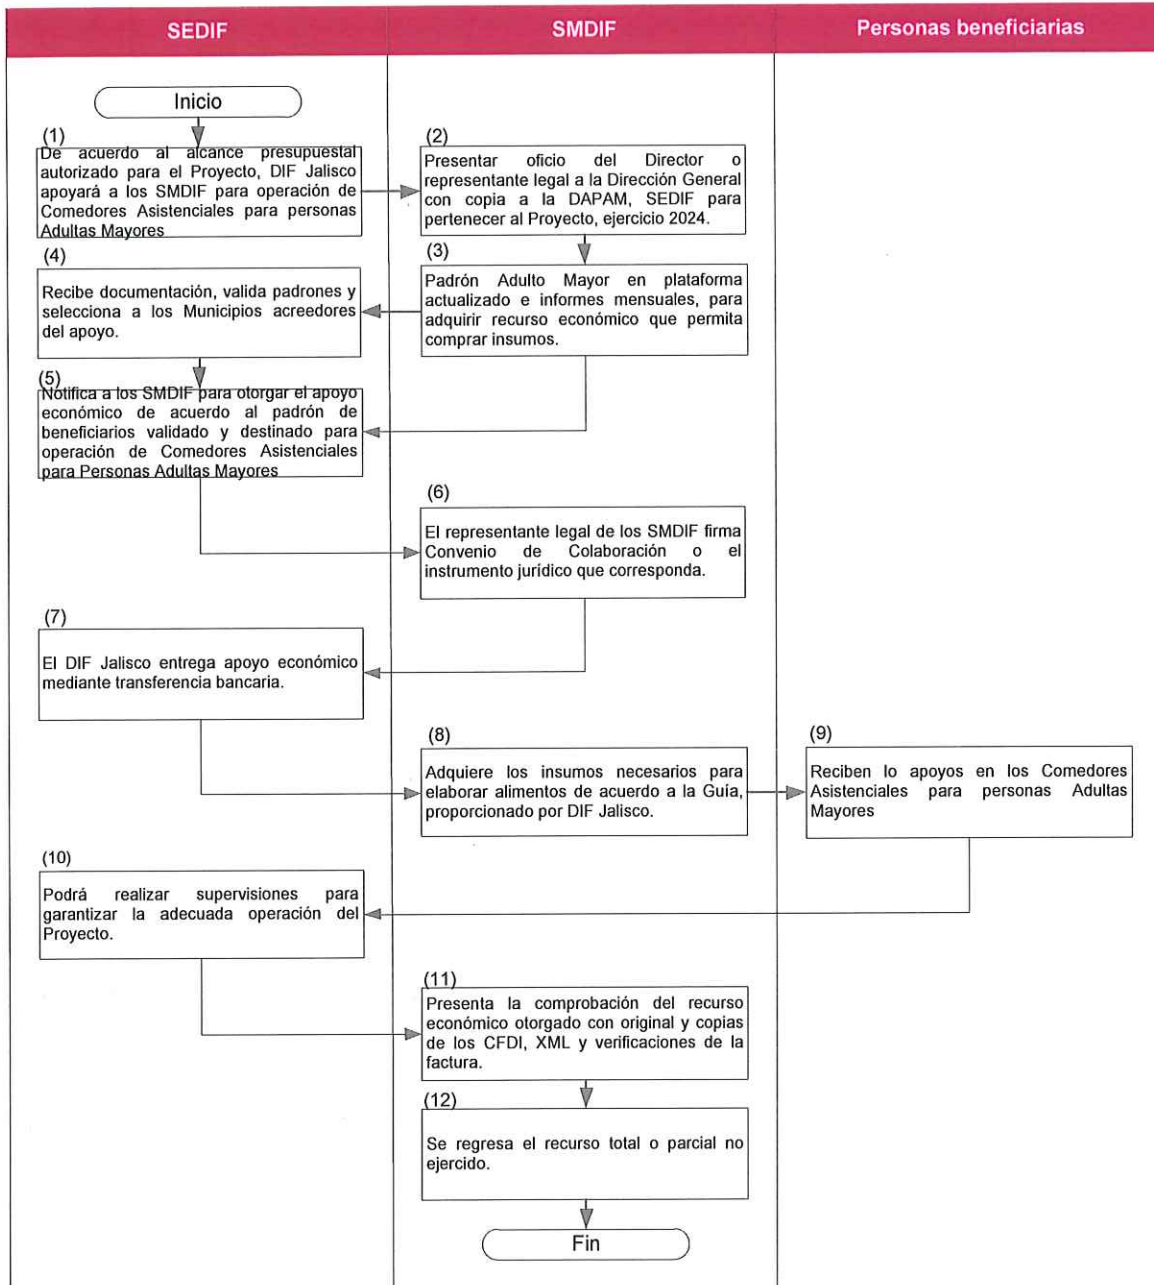 SEDIF
SMDIF
Personas beneficiarias
Inicio
(1)
De acuerdo al alcance presupuestal
autorizado para el Proyecto, DIF Jalisco
apoyará a los SMDIF para operación de
Comedores Asistenciales para personas
Adultas Mayores
(2)
Presentar oficio del Director o
representante legal a la Dirección General
con copia a la DAPAM, SEDIF para
pertenecer al Proyecto, ejercicio 2024.
(3)
Padrón Adulto Mayor en plataforma
actualizado e informes mensuales, para
adquirir recurso económico que permita
comprar insumos.
(4)
Recibe documentación, valida padrones y
selecciona a los Municipios acreedores
del apoyo.
(5)
Notifica a los SMDIF para otorgar el apoyo
económico de acuerdo al padrón de
beneficiarios validado y destinado para
operación de Comedores Asistenciales
para Personas Adultas Mayores
(6)
El representante legal de los SMDIF firma
Convenio de Colaboración o el
instrumento jurídico que corresponda.
(7)
El DIF Jalisco entrega apoyo económico
mediante transferencia bancaria.
(8)
Adquiere los insumos necesarios para
elaborar alimentos de acuerdo a la Guía,
proporcionado por DIF Jalisco.
(9)
Reciben lo apoyos en los Comedores
Asistenciales para personas Adultas
Mayores
(10)
Podrá realizar supervisiones para
garantizar la adecuada operación del
Proyecto.
(11)
Presenta la comprobación del recurso
económico otorgado con original y copias
de los CFDI, XML y verificaciones de la
factura.
(12)
Se regresa el recurso total o parcial no
ejercido.
Fin